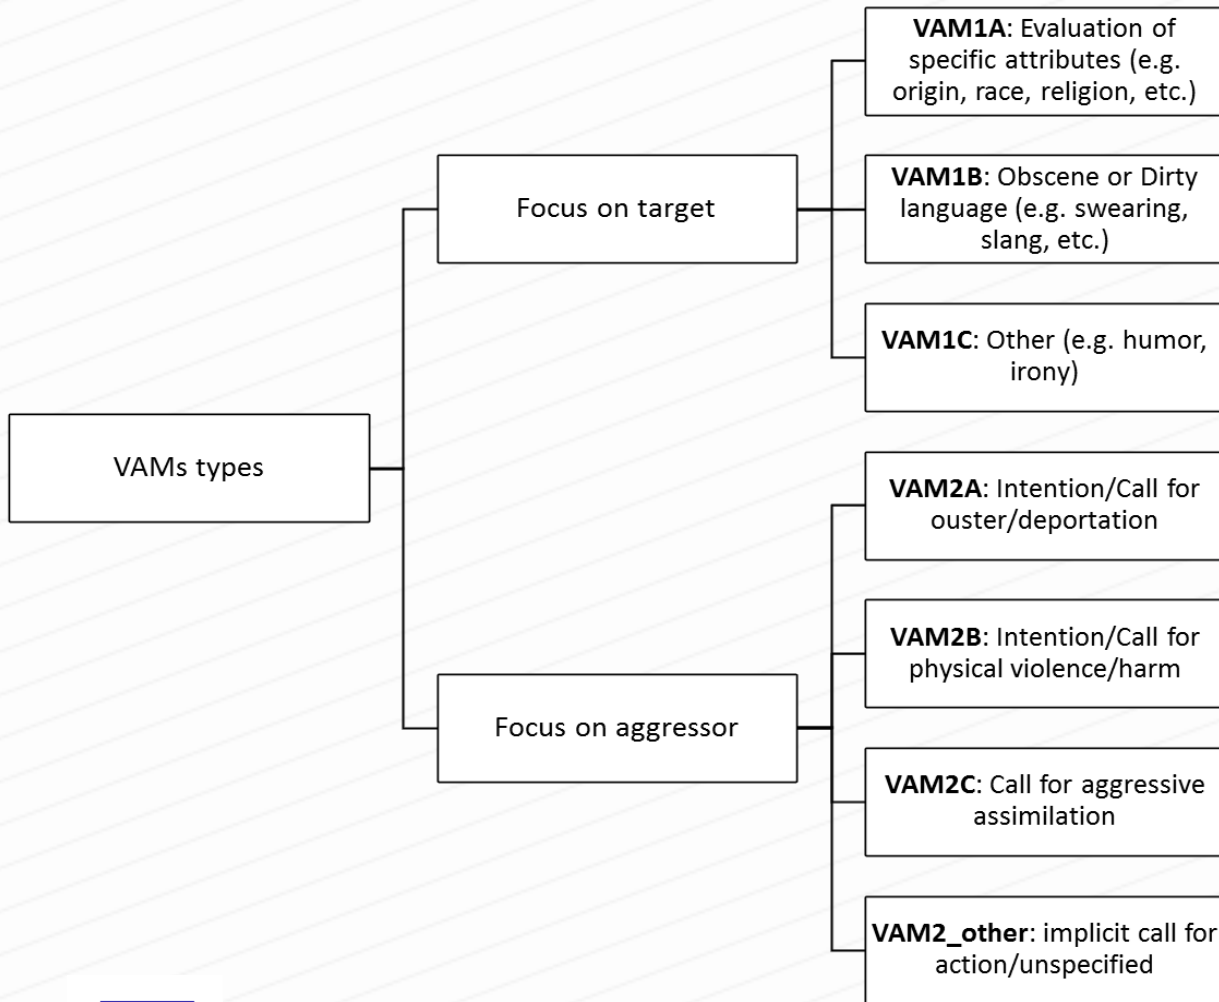 VAMs types
Focus on target
VAM1A: Evaluation of
specific attributes (e.g.
origin, race, religion, etc.)
VAM1B: Obscene or Dirty
language (e.g. swearing,
slang, etc.)
VAM1C: Other (e.g. humor,
irony)
Focus on aggressor
VAM2A: Intention/Call for
ouster/deportation
VAM2B: Intention/Call for
physical violence/harm
VAM2C: Call for aggressive
assimilation
VAM2_other: implicit call for
action/unspecified